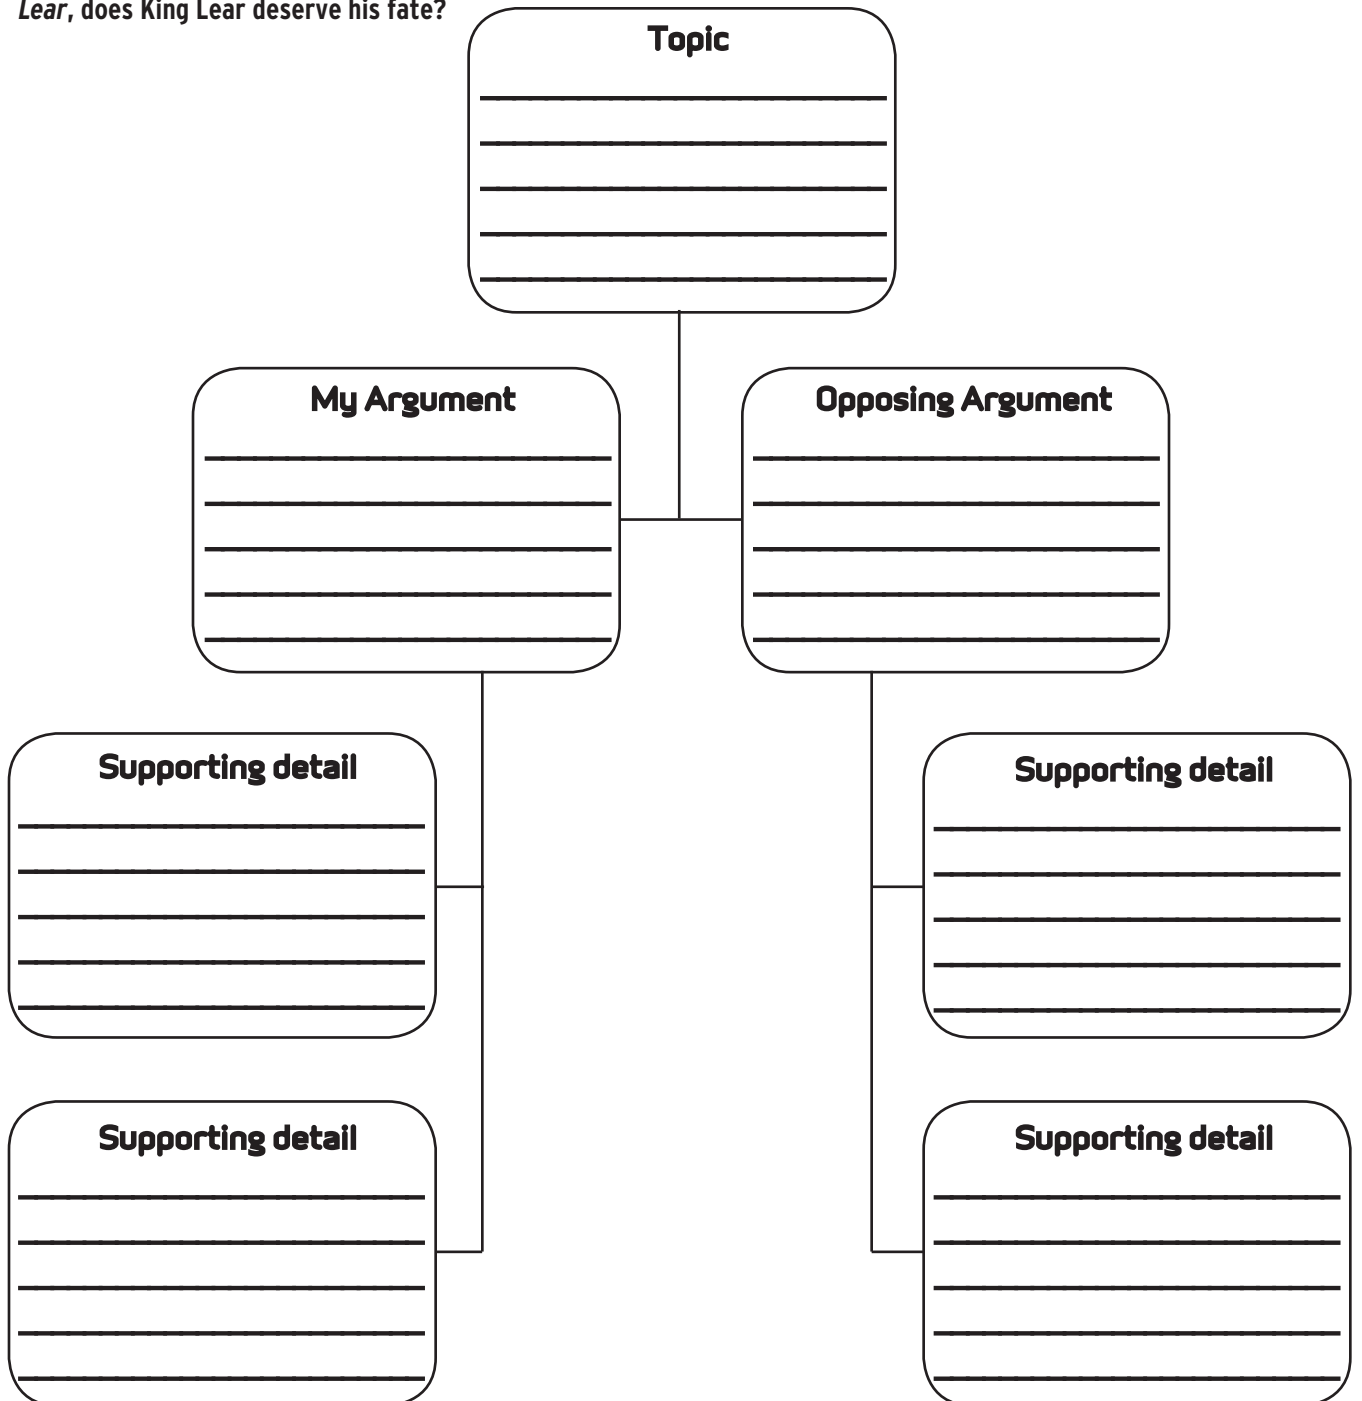 Lear, does King Lear deserve his fate?
Topic
My Argument
Opposing Argument
Supporting detail
Supporting detail
Supporting detail
Supporting detail